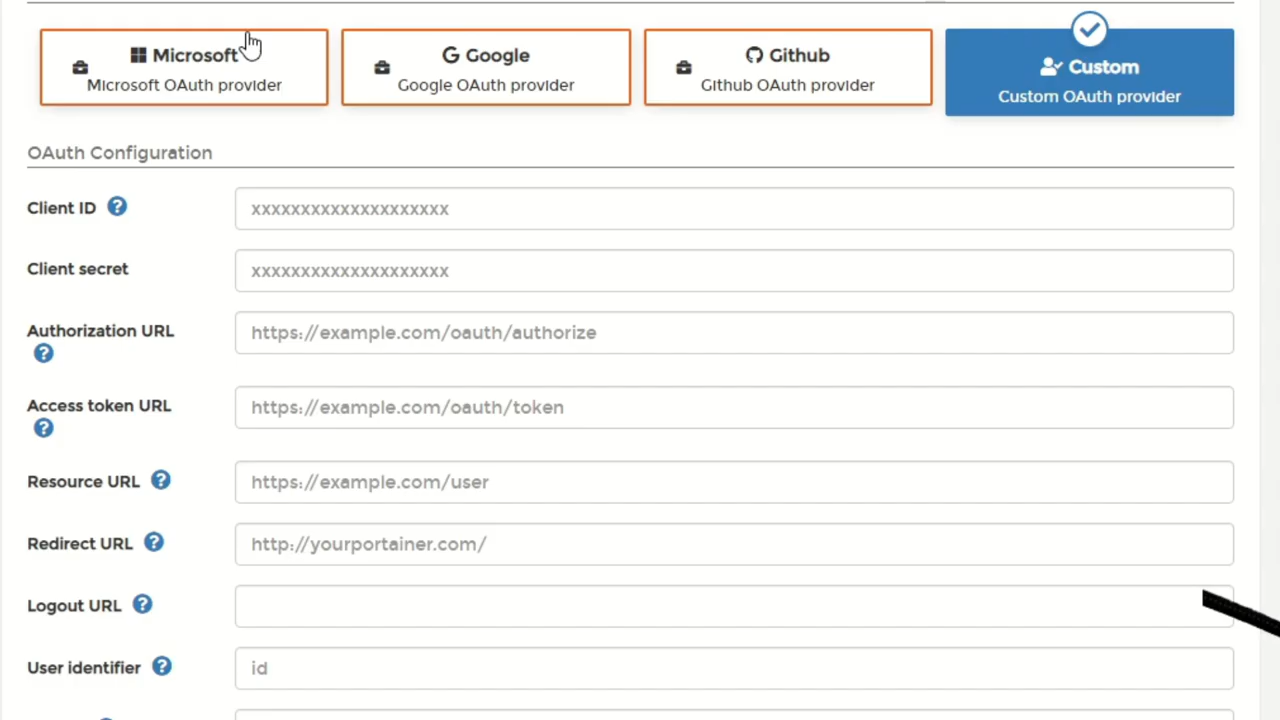 Microsoft
Microsoft OAuth provider
Google
Google OAuth provider
Github
Github OAuth provider
Custom
Custom OAuth provider
OAuth Configuration
Client ID ?
xxxxxxxxxxxxxxxxxxxx
Client secret
xxxxxxxxxxxxxxxxxxxx
Authorization URL
?
https://example.com/oauth/authorize
Access token URL
?
https://example.com/oauth/token
Resource URL ?
https://example.com/user
Redirect URL ?
http://yourportainer.com/
Logout URL ?
User identifier ?
id